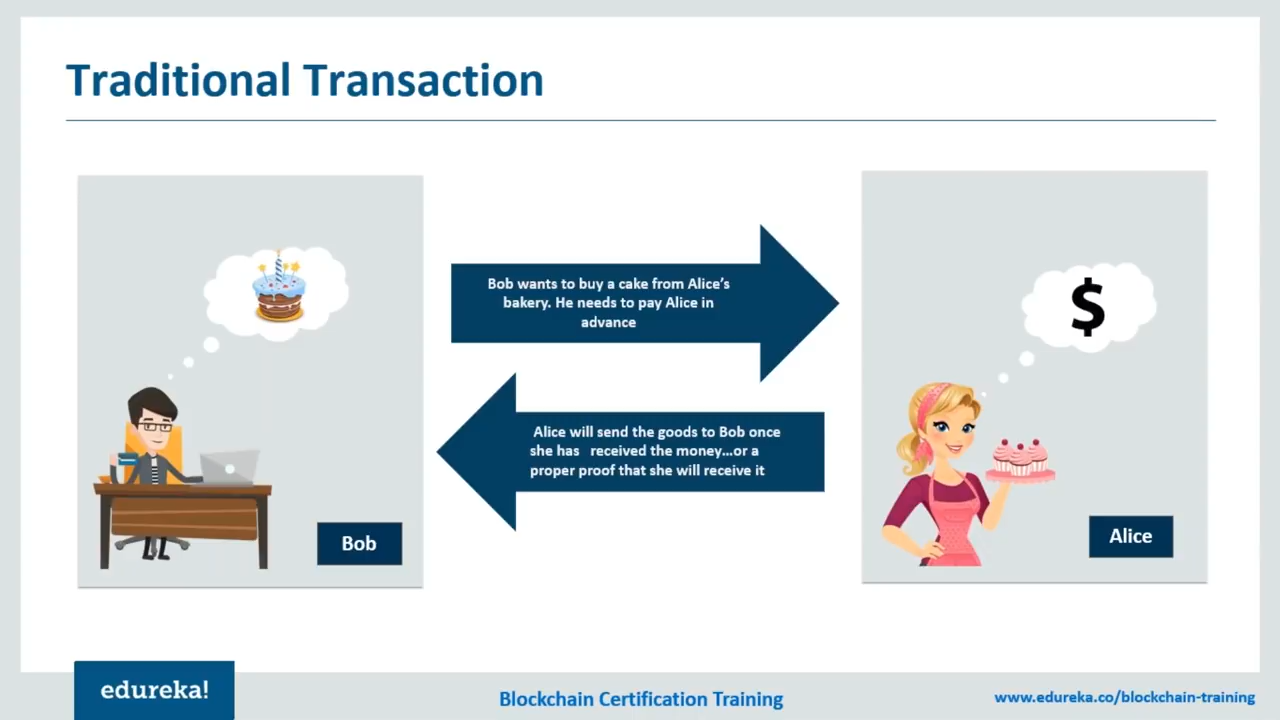 Traditional Transaction
Bob wants to buy a cake from Alice's
bakery. He needs to pay Alice in
advance
$
Alice will send the goods to Bob once
she has   received the money...or a
proper proof that she will receive it
Bob
Alice
edureka!
Blockchain Certification Training
www.edureka.co/blockchain-training